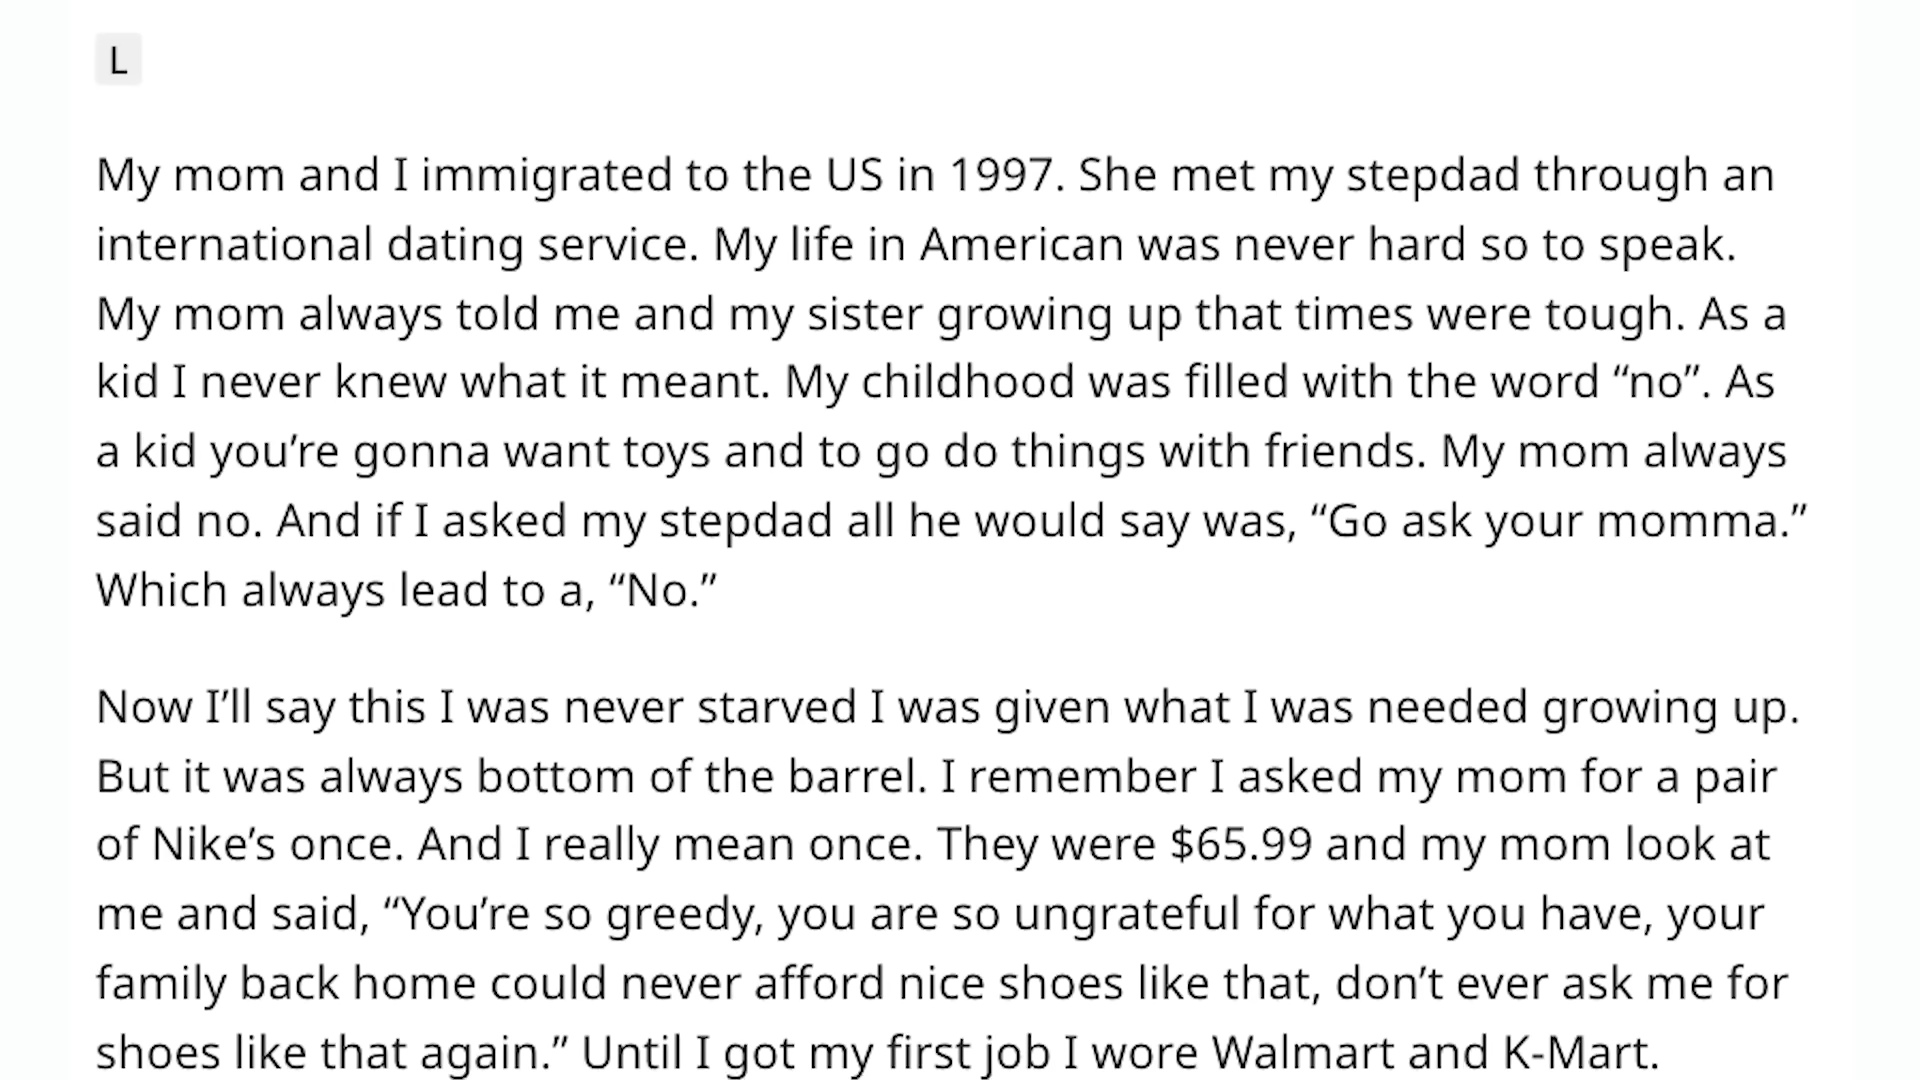 L
My mom and I immigrated to the US in 1997. She met my stepdad through an
international dating service. My life in American was never hard so to speak.
My mom always told me and my sister growing up that times were tough. As a
kid I never knew what it meant. My childhood was filled with the word “no”. As
a kid you’re gonna want toys and to go do things with friends. My mom always
said no. And if I asked my stepdad all he would say was, “Go ask your momma.”
Which always lead to a, “No.”
Now I’ll say this I was never starved I was given what I was needed growing up.
But it was always bottom of the barrel. I remember I asked my mom for a pair
of Nike’s once. And I really mean once. They were $65.99 and my mom look at
me and said, “You’re so greedy, you are so ungrateful for what you have, your
family back home could never afford nice shoes like that, don’t ever ask me for
shoes like that again.” Until I got my first job I wore Walmart and K-Mart.